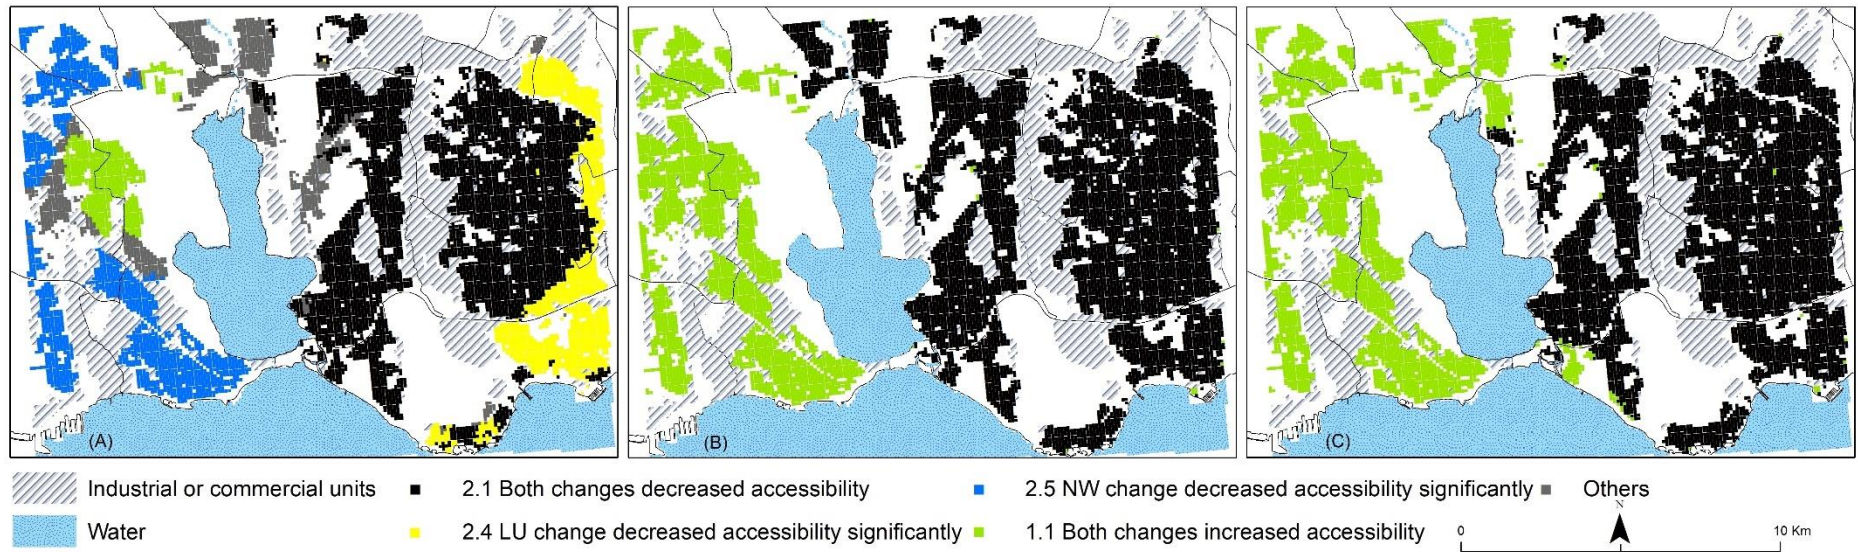 (A)
(B)
(C)
Industrial or commercial units
2.1 Both changes decreased accessibility
2.5 NW change decreased accessibility significantly
Others
Water
2.4 LU change decreased accessibility significantly
1.1 Both changes increased accessibility
N
0
10 Km